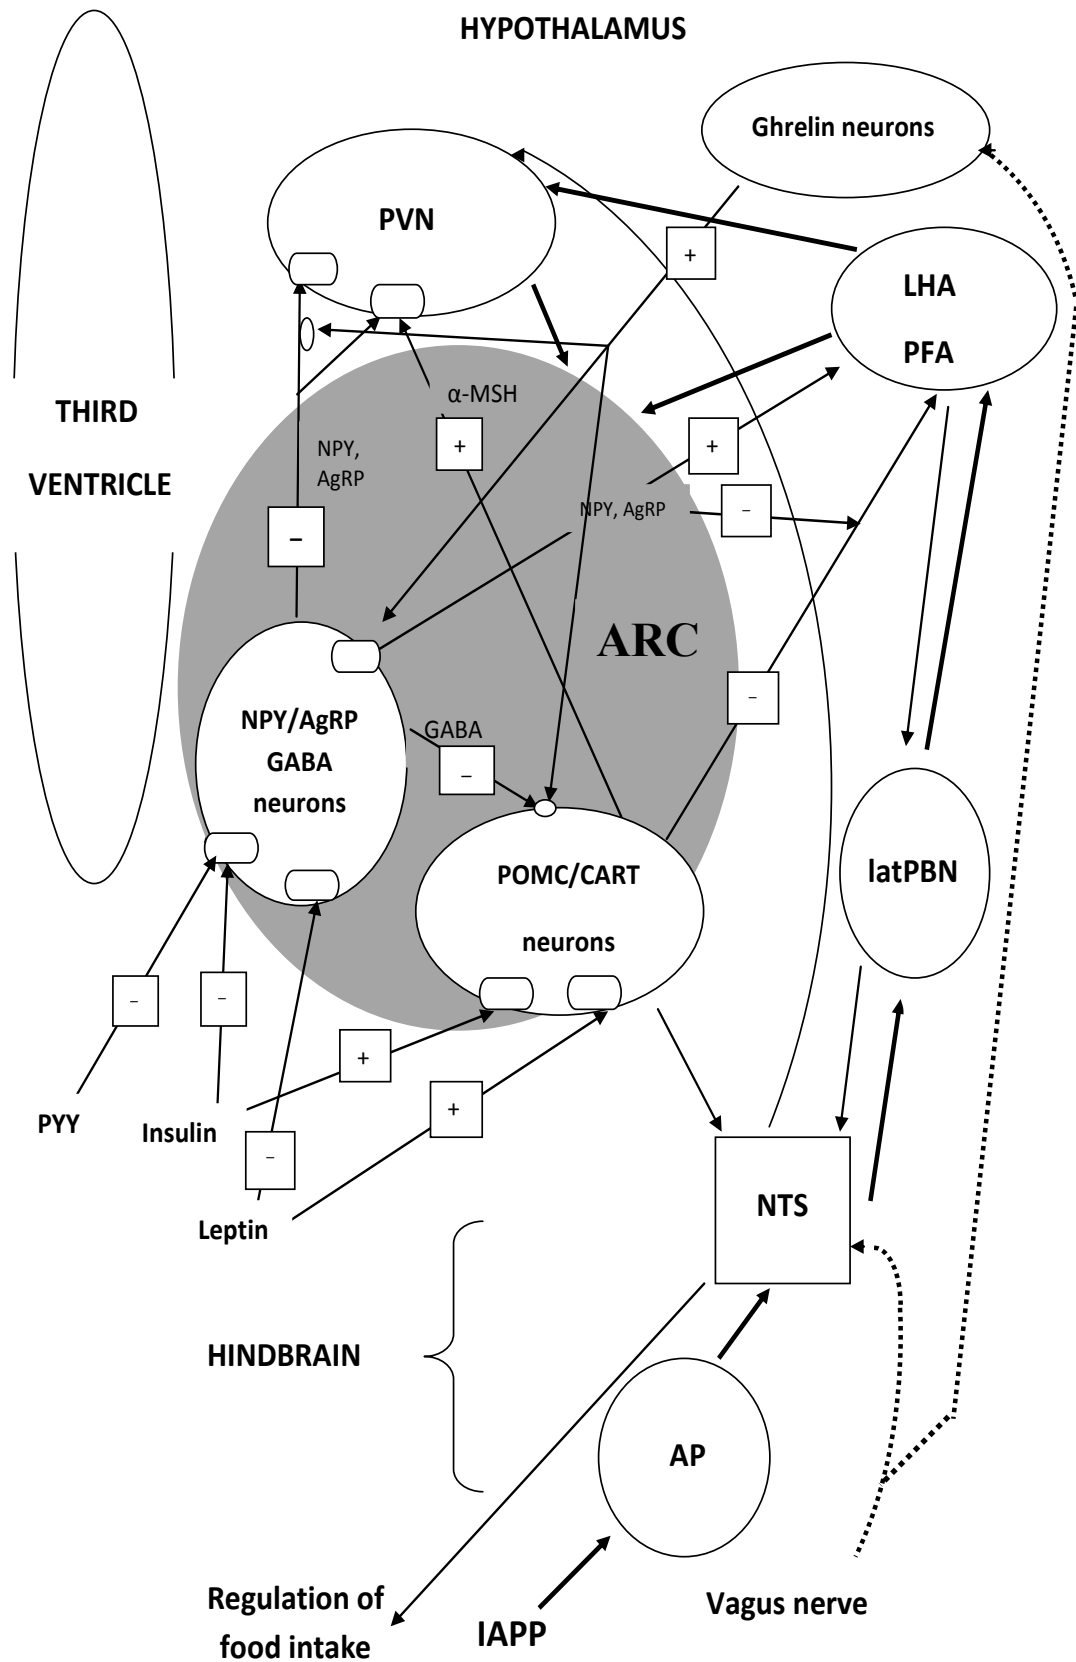 HYPOTHALAMUS
Ghrelin neurons
PVN
+
LHA
PFA
THIRD
VENTRICLE
α-MSH
+
NPY,
AgRP
+
NPY, AgRP
−
−
ARC
−
NPY/AgRP
GABA
neurons
GABA
−
POMC/CART
neurons
latPBN
−
−
+
+
PYY
Insulin
−
Leptin
NTS
HINDBRAIN
AP
Regulation of
food intake
IAPP
Vagus nerve